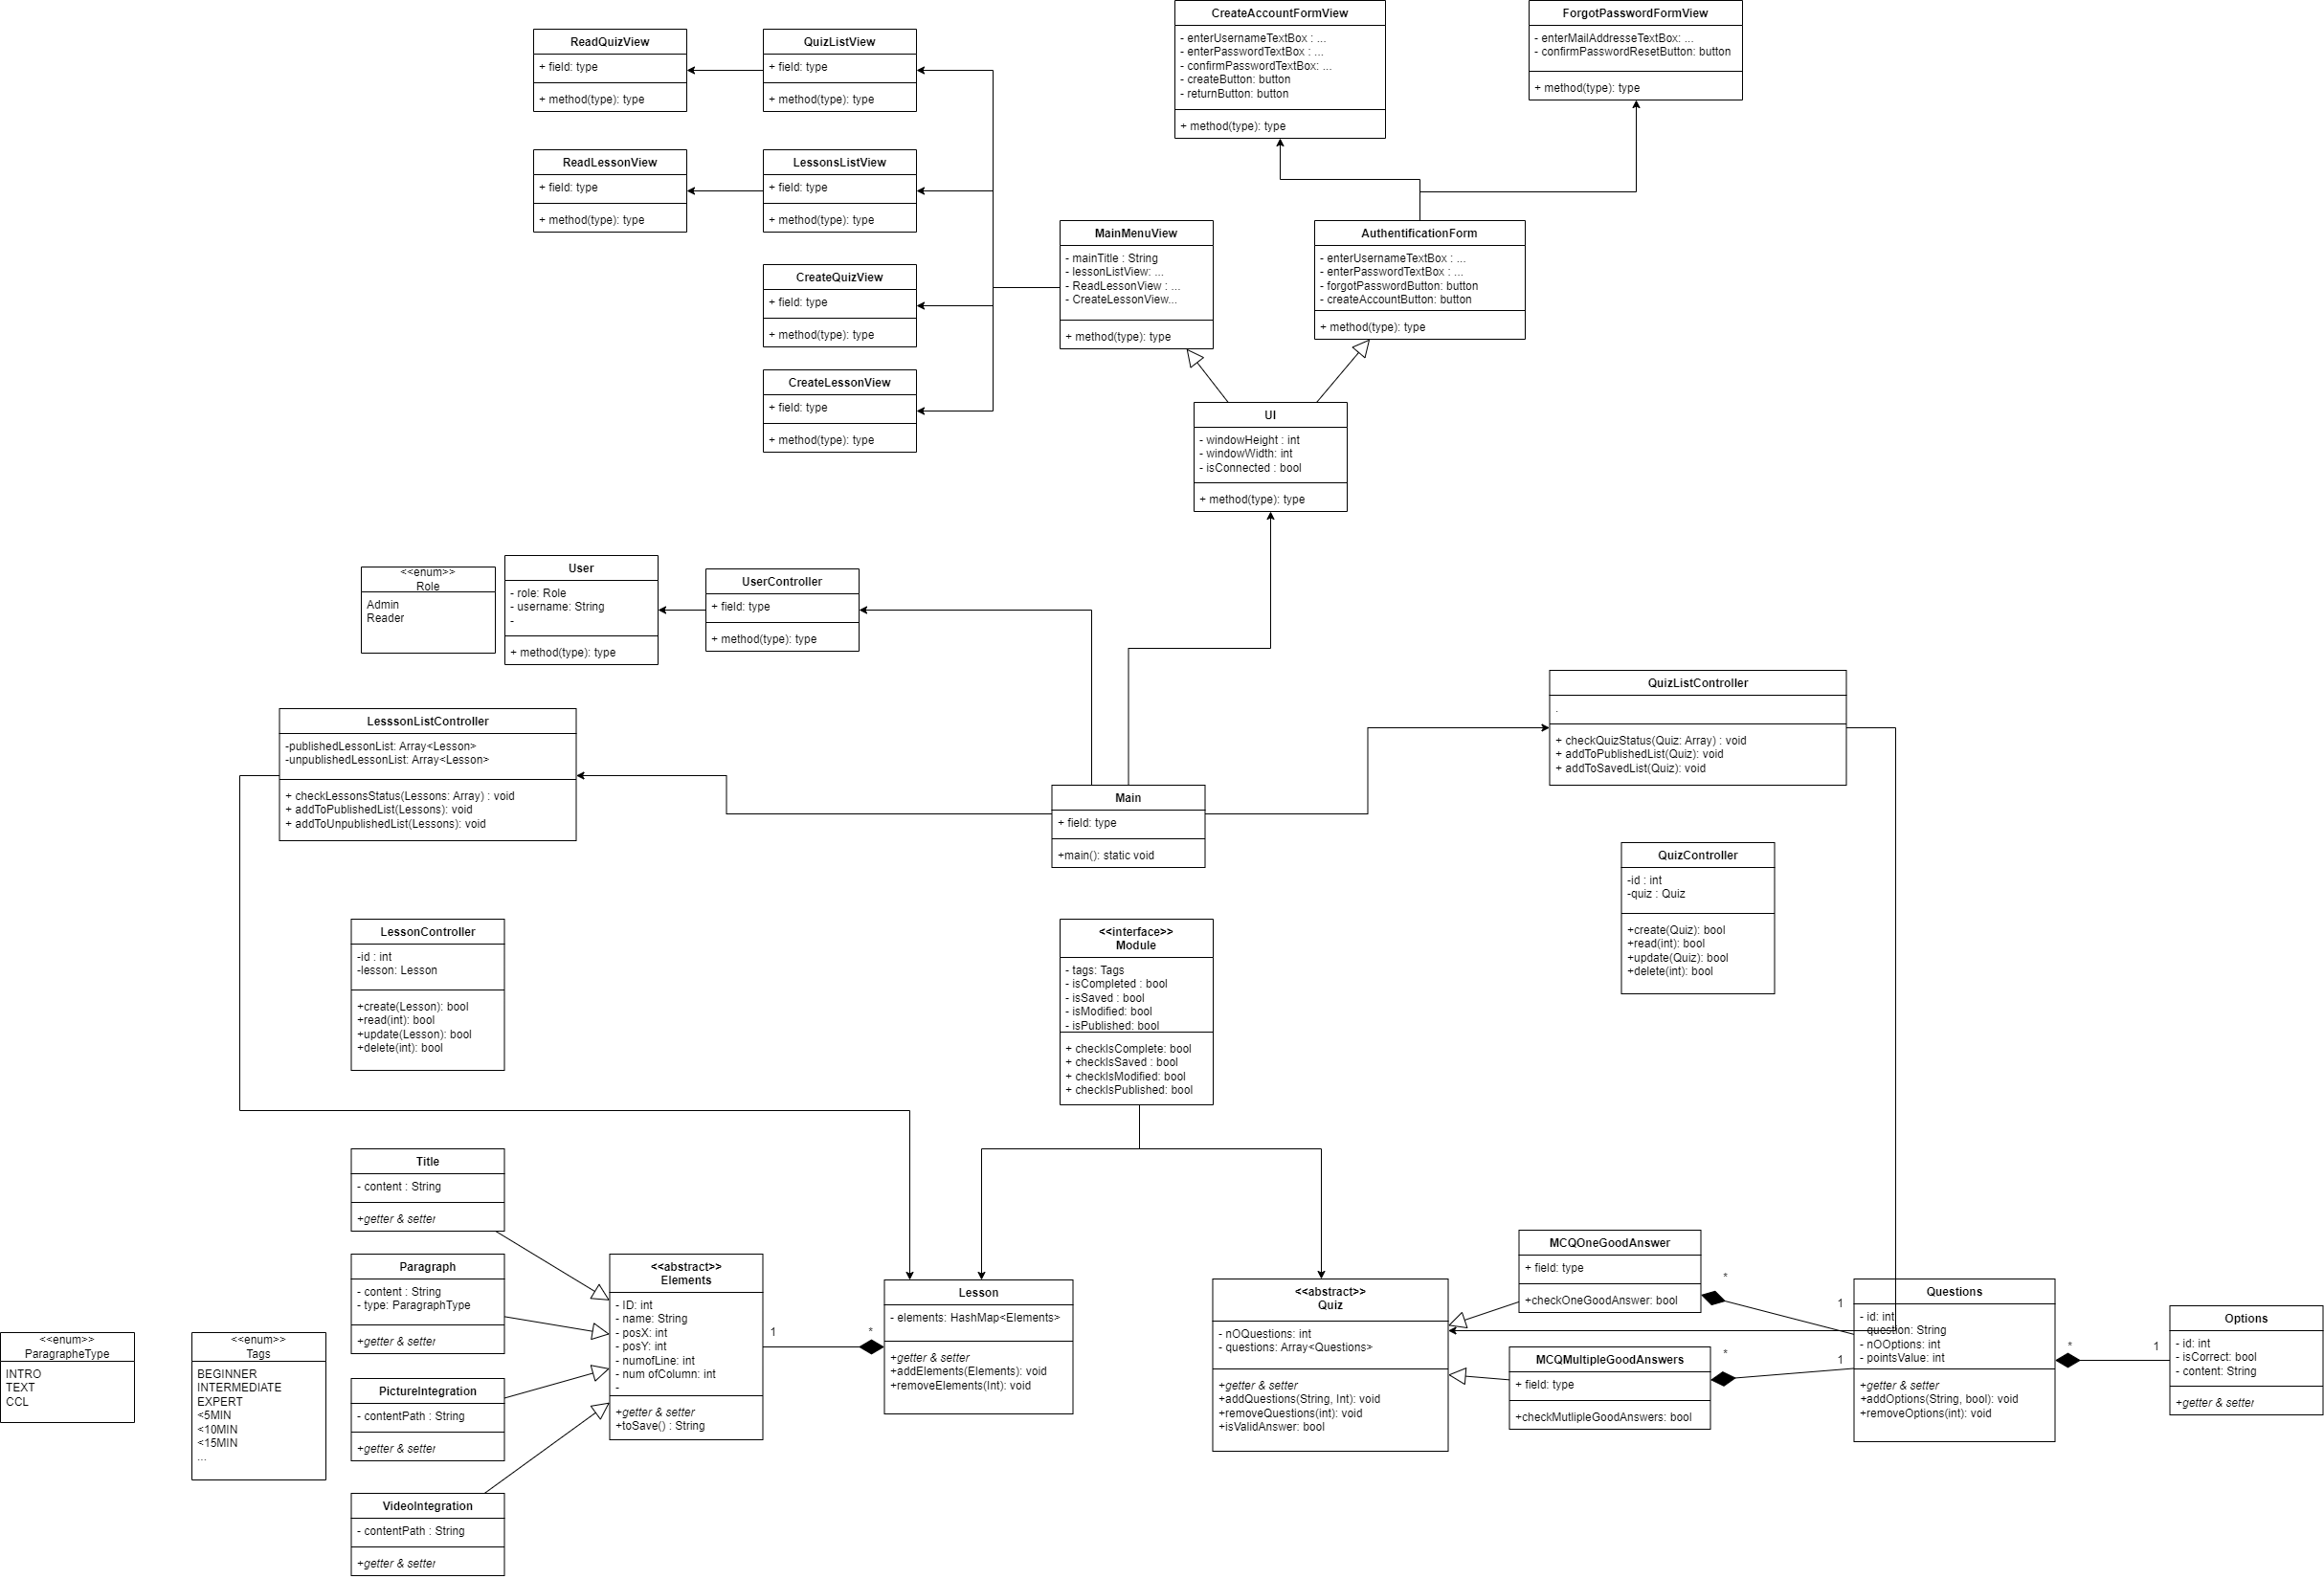 CreateAccountFormView
- enterUsernameTextBox : ...
- enterPasswordTextBox : ...
- confirmPasswordTextBox: ...
- createButton: button
- returnButton: button
+ method(type): type
ForgotPasswordFormView
- enterMailAddresseTextBox: ...
- confirmPasswordResetButton: button
+ method(type): type
ReadQuizView
+ field: type
+ method(type): type
QuizListView
+ field: type
+ method(type): type
ReadLessonView
+ field: type
+ method(type): type
LessonsListView
+ field: type
+ method(type): type
MainMenuView
- mainTitle : String
- lessonListView: ...
- ReadLessonView : ...
- CreateLessonView...
+ method(type): type
AuthentificationForm
- enterUsernameTextBox : ...
- enterPasswordTextBox : ...
- forgotPasswordButton: button
- createAccountButton: button
+ method(type): type
CreateQuizView
+ field: type
+ method(type): type
CreateLessonView
+ field: type
+ method(type): type
UI
- windowHeight : int
- windowWidth: int
- isConnected : bool
+ method(type): type
<<enum>>
Role
Admin
Reader
User
- role: Role
- username: String
-
+ method(type): type
UserController
+ field: type
+ method(type): type
QuizListController
.
+ checkQuizStatus(Quiz: Array) : void
+ addToPublishedList(Quiz): void
+ addToSavedList(Quiz): void
LesssonListController
-publishedLessonList: Array<Lesson>
-unpublishedLessonList: Array<Lesson>
+ checkLessonsStatus(Lessons: Array) : void
+ addToPublishedList(Lessons): void
+ addToUnpublishedList(Lessons): void
Main
+ field: type
+main(): static void
QuizController
-id : int
-quiz : Quiz
+create(Quiz): bool
+read(int): bool
+update(Quiz): bool
+delete(int): bool
LessonController
-id : int
-lesson: Lesson
+create(Lesson): bool
+read(int): bool
+update(Lesson): bool
+delete(int): bool
<<interface>>
Module
- tags: Tags
- isCompleted : bool
- isSaved : bool
- isModified: bool
- isPublished: bool
+ checkIsComplete: bool
+ checkIsSaved : bool
+ checkIsModified: bool
+ checkIsPublished: bool
Title
- content : String
+getter & setter
Paragraph
- content : String
- type: ParagraphType
+getter & setter
PictureIntegration
- contentPath : String
+getter & setter
VideoIntegration
- contentPath : String
+getter & setter
<<enum>>
ParagrapheType
INTRO
TEXT
CCL
<<enum>>
Tags
BEGINNER
INTERMEDIATE
EXPERT
<5MIN
<10MIN
<15MIN
...
<<abstract>>
Elements
- ID: int
- name: String
- posX: int
- posY: int
- numofLine: int
- num ofColumn: int
-
+getter & setter
+toSave() : String
1
*
Lesson
- elements: HashMap<Elements>
+getter & setter
+addElements(Elements): void
+removeElements(Int): void
<<abstract>>
Quiz
- nOQuestions: int
- questions: Array<Questions>
+getter & setter
+addQuestions(String, Int): void
+removeQuestions(int): void
+isValidAnswer: bool
MCQOneGoodAnswer
+ field: type
+checkOneGoodAnswer: bool
*
1
MCQMultipleGoodAnswers
+ field: type
+checkMutlipleGoodAnswers: bool
*
1
Questions
- id: int
- question: String
- nOOptions: int
- pointsValue: int
+getter & setter
+addOptions(String, bool): void
+removeOptions(int): void
*
1
Options
- id: int
- isCorrect: bool
- content: String
+getter & setter